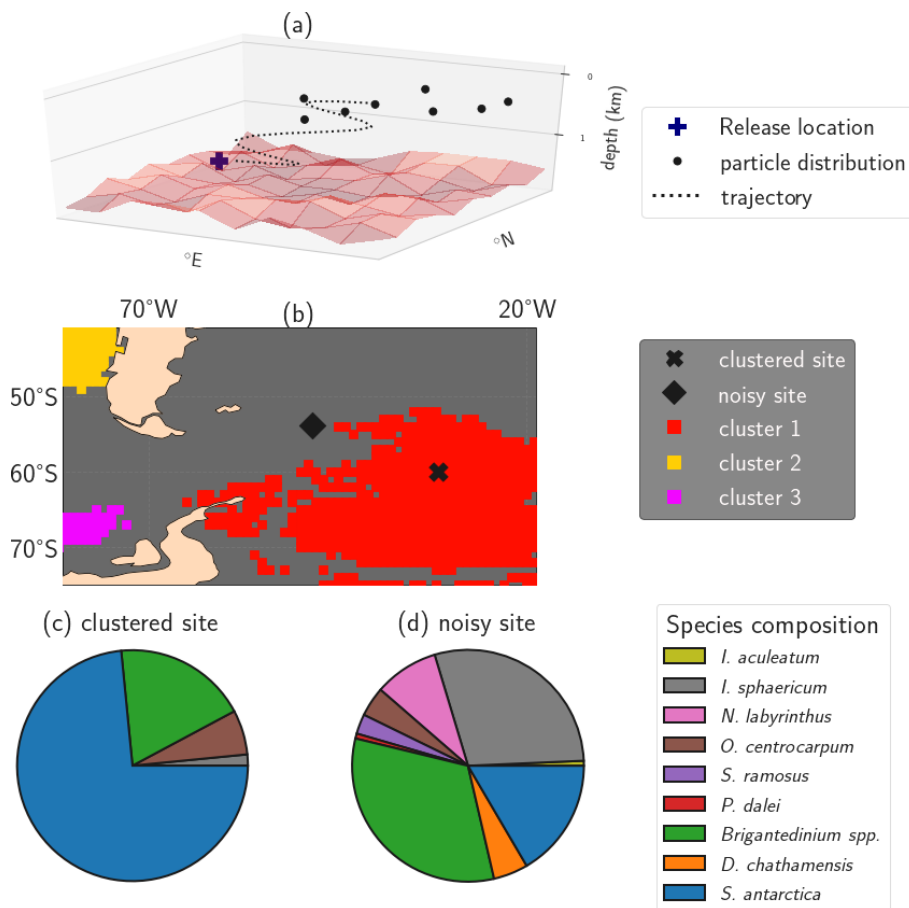 (a)
0
1
depth (km)
°N
°E
Release location
particle distribution
trajectory
70°W
(b)
20°W
50°S
60°S
70°S
clustered site
noisy site
cluster 1
cluster 2
cluster 3
(c) clustered site
(d) noisy site
Species composition
I. aculeatum
I. sphaericum
N. labyrinthus
O. centrocarpum
S. ramosus
P. dalei
Brigantedinium spp.
D. chathamensis
S. antarctica